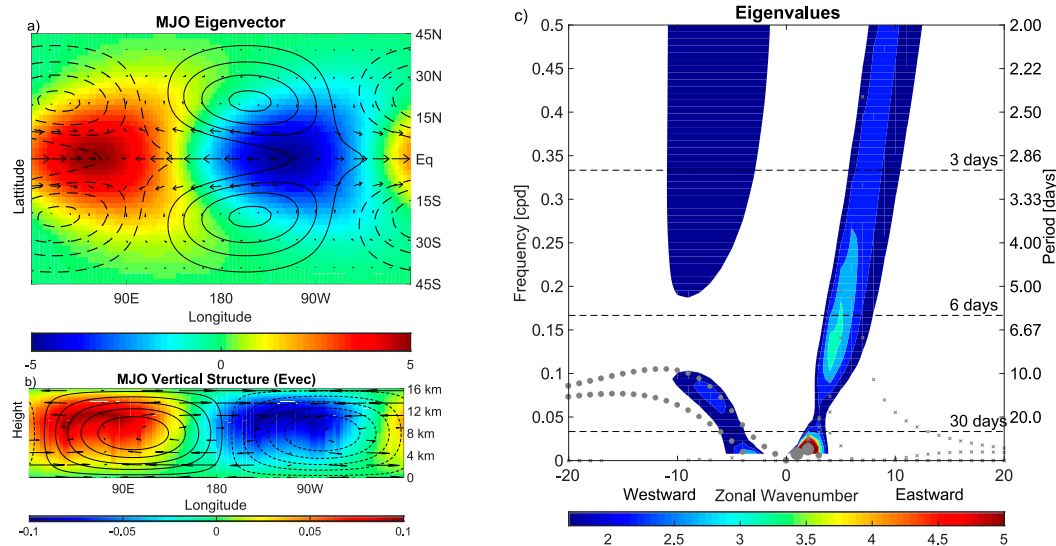 a)
MJO Eigenvector
45N
30N
15N
Eq
15S
30S
45S
Lattitude
90E 180 90W
Longitude
-5 0 5
b)
MJO Vertical Structure (Evec)
16 km
12 km
8 km
4 km
0
Height
90E 180 90W
Longitude
-0.1 -0.05 0 0.05 0.1
c)
Eigenvalues
0.5 2.00
0.45 2.22
0.4 2.50
0.35 2.86
3 days
0.3 3.33
0.25 4.00
0.2 5.00
6 days
0.15 6.67
0.1 10.0
0.05 20.0
30 days
0
Frequency [cpd]
Period [days]
-20 -10 0 10 20
Westward Zonal Wavenumber Eastward
2 2.5 3 3.5 4 4.5 5